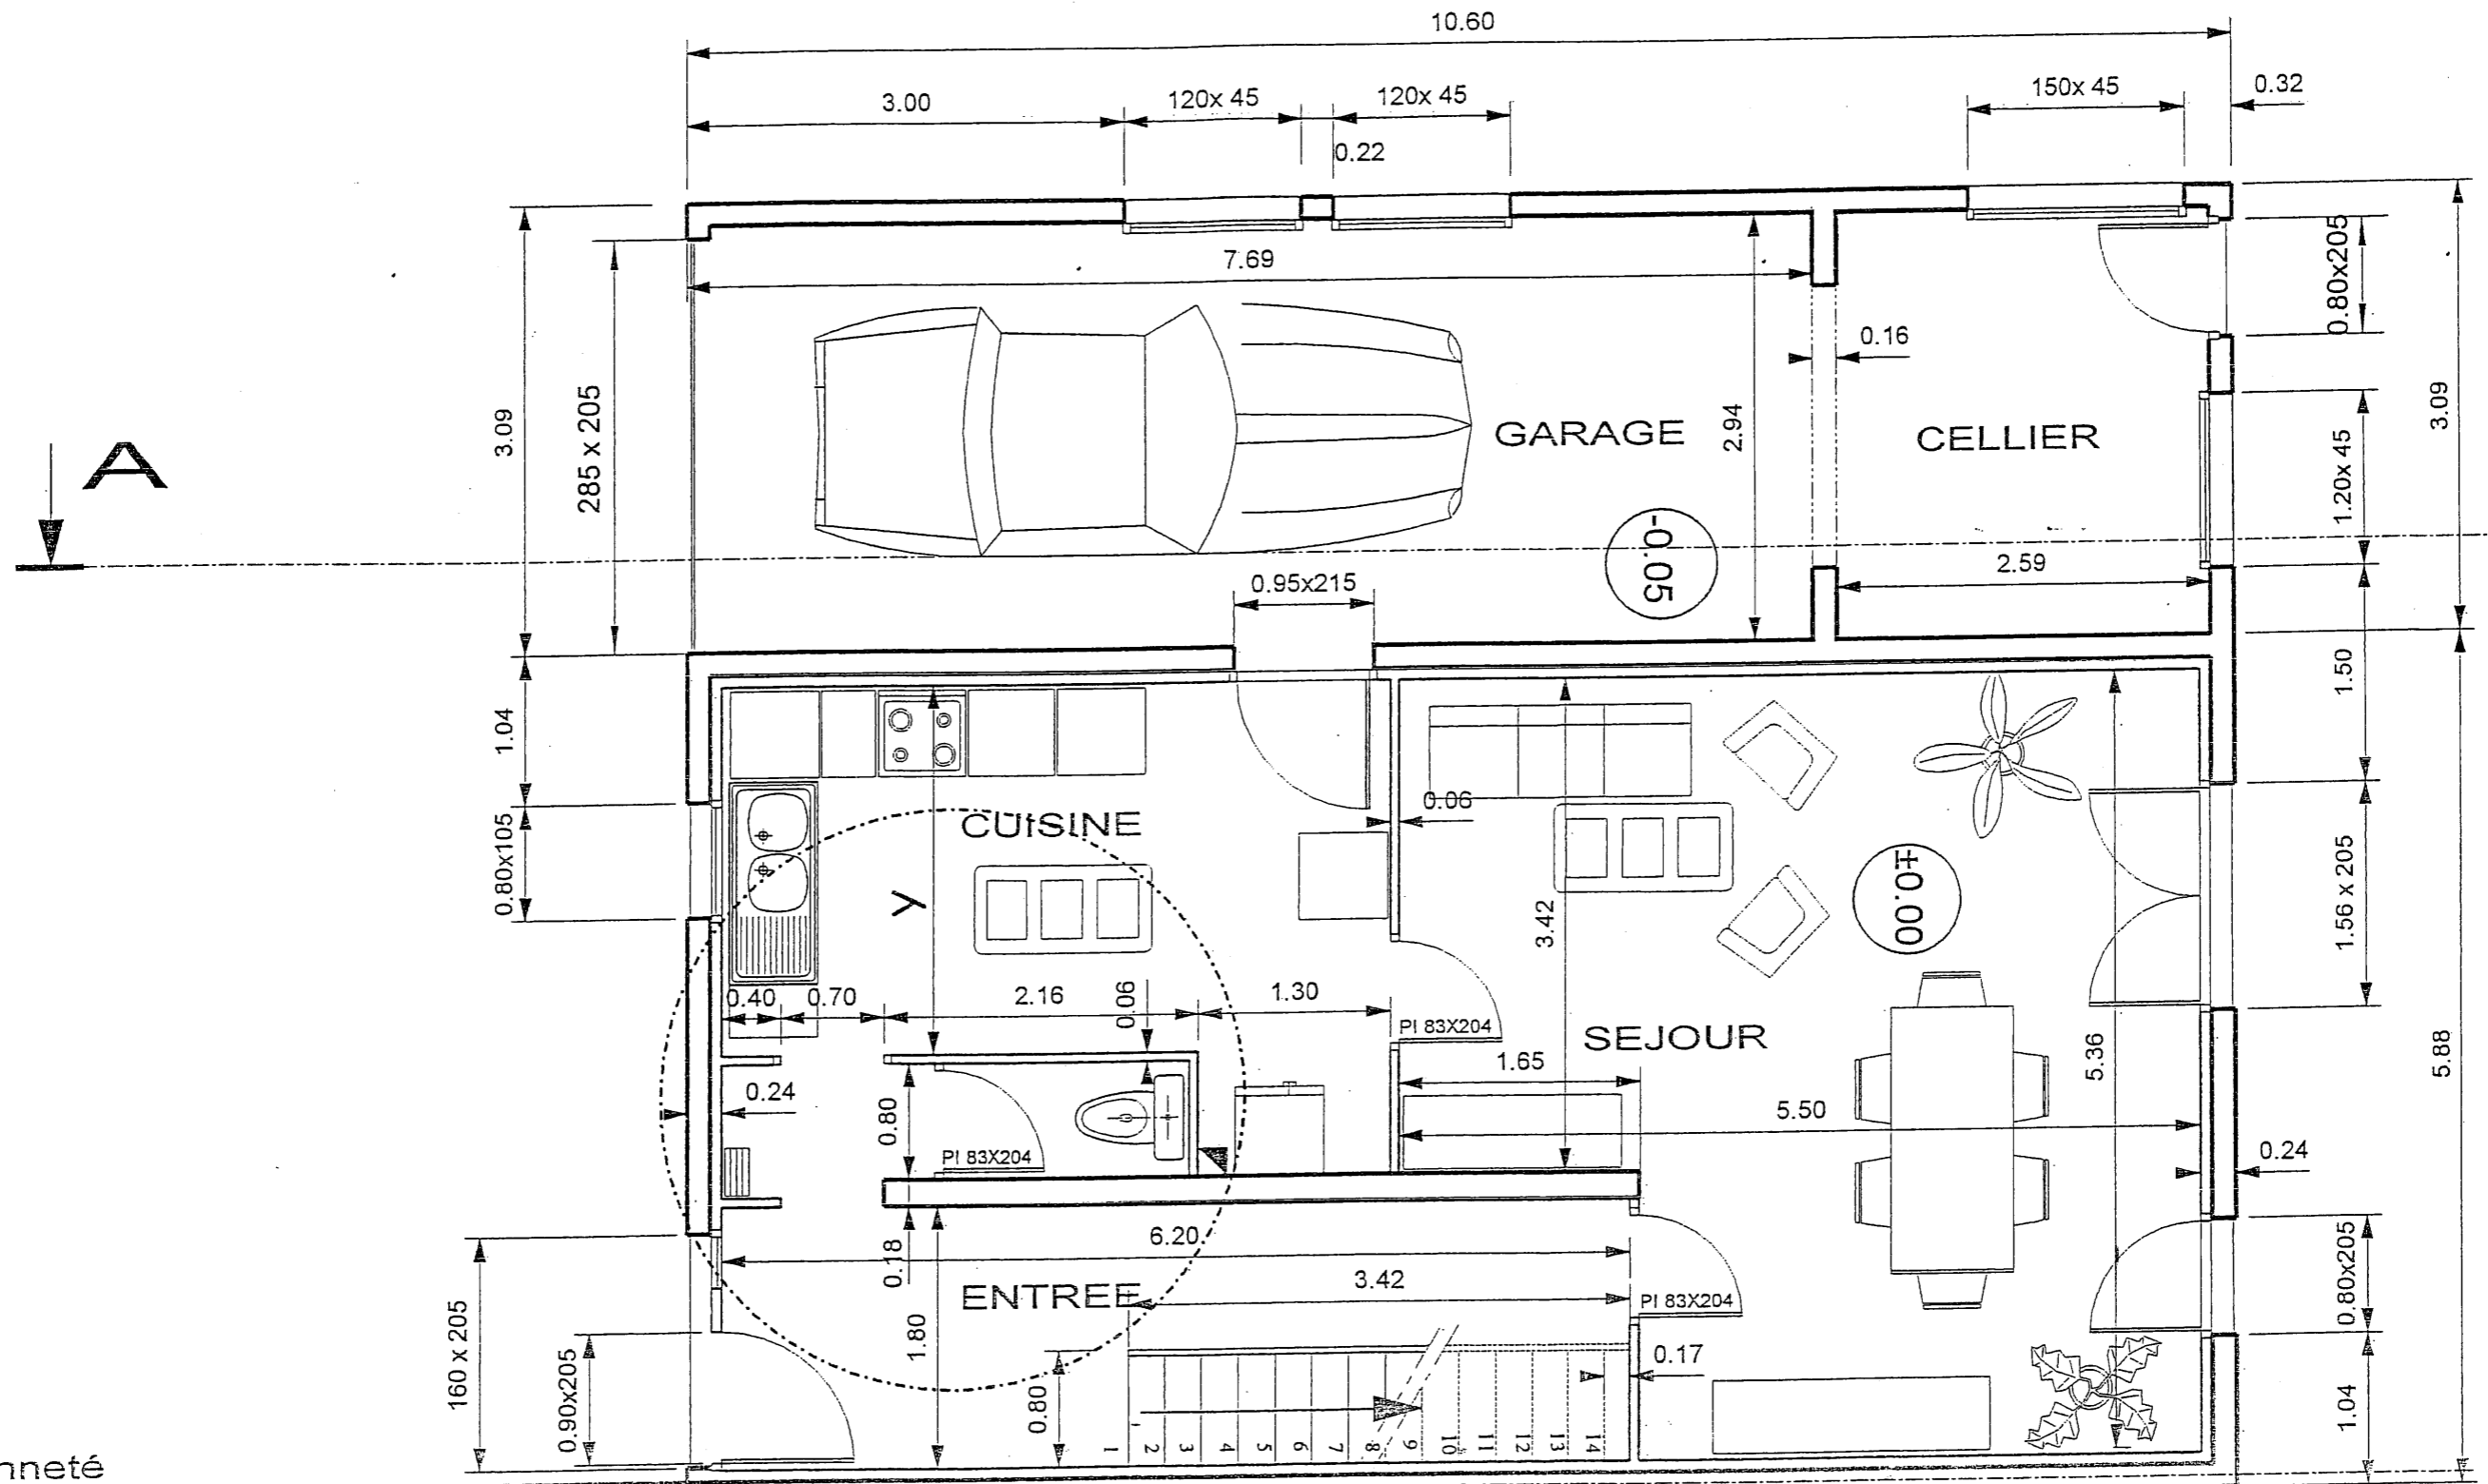 10.60
3.00
120x 45
120x 45
150x 45
0.32
0.22
7.69
0.80x205
0.16
3.09
285 x 205
A
GARAGE
2.94
CELLIER
3.09
1.20x 45
-0.05
2.59
0.95x215
1.50
1.04
0.80x105
CUISINE
0.06
y
3.42
±0.00
1.56 x 205
0.40
0.70
2.16
0.06
1.30
PI 83X204
SEJOUR
1.65
5.36
5.88
0.24
0.80
5.50
PI 83X204
0.24
6.20
0.18
3.42
ENTREE
PI 83X204
0.80x205
160 x 205
0.90x205
1.80
0.80
0.17
1.04
1 2 3 4 5 6 7 8 9 10 11 12 13 14
nneté